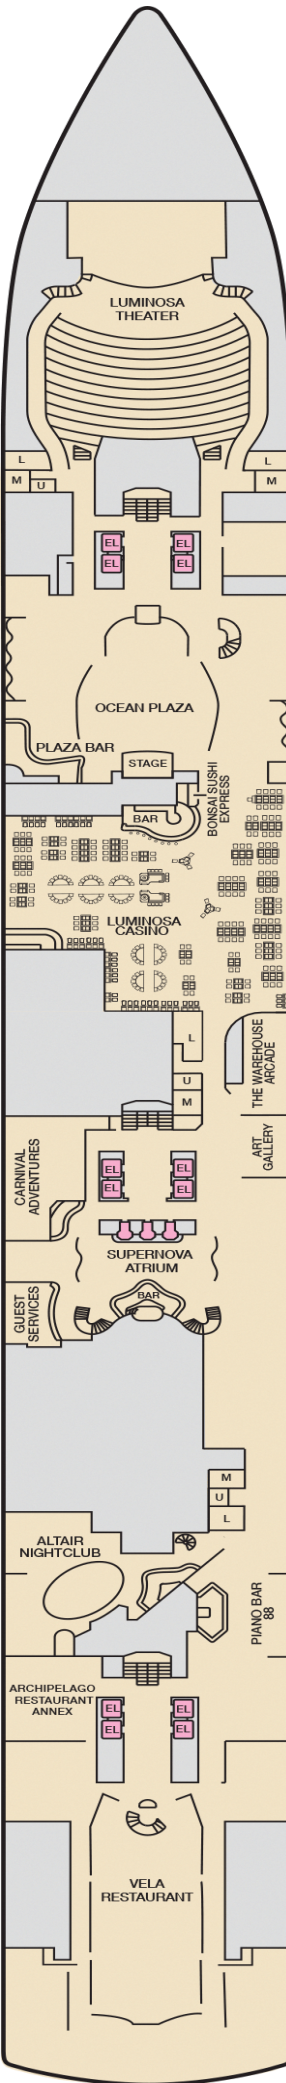 LUMINOSA
THEATER
L
L
M
U
M
EL
EL
EL
EL
OCEAN PLAZA
PLAZA BAR
STAGE
BONSAI SUSHI
EXPRESS
BAR
LUMINOSA
CASINO
L
THE WAREHOUSE
ARCADE
U
M
ART
GALLERY
CARNIVAL
ADVENTURES
EL
EL
EL
EL
SUPERNOVA
ATRIUM
BAR
GUEST
SERVICES
M
U
L
ALTAIR
NIGHTCLUB
PIANO BAR
88
ARCHIPELAGO
RESTAURANT
ANNEX
EL
EL
EL
EL
VELA
RESTAURANT